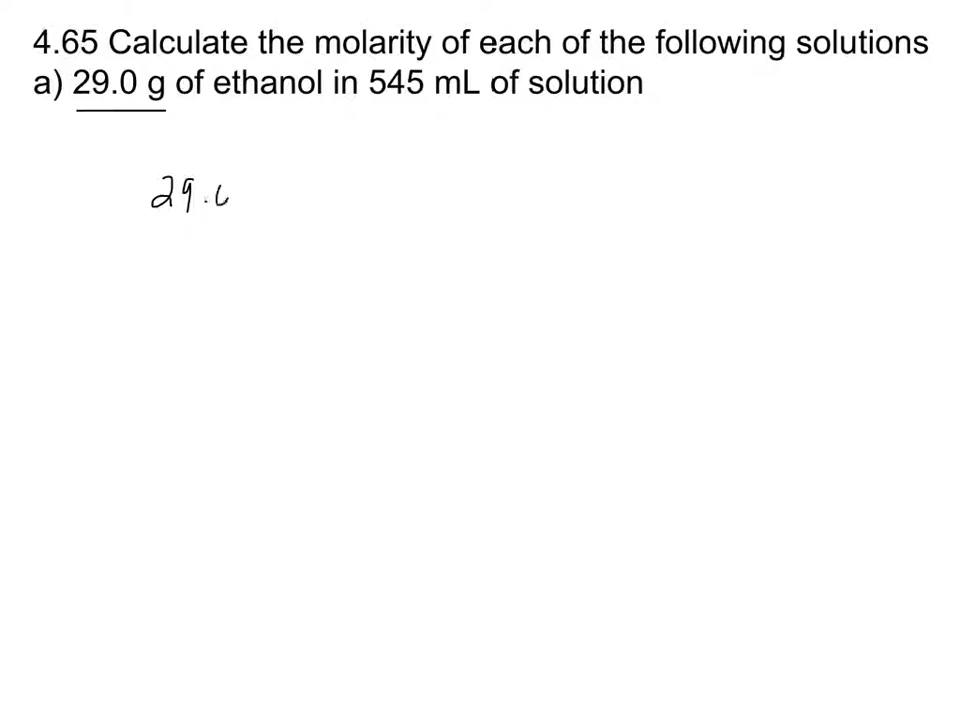 4.65 Calculate the molarity of each of the following solutions
a) 29.0 g of ethanol in 545 mL of solution
29.